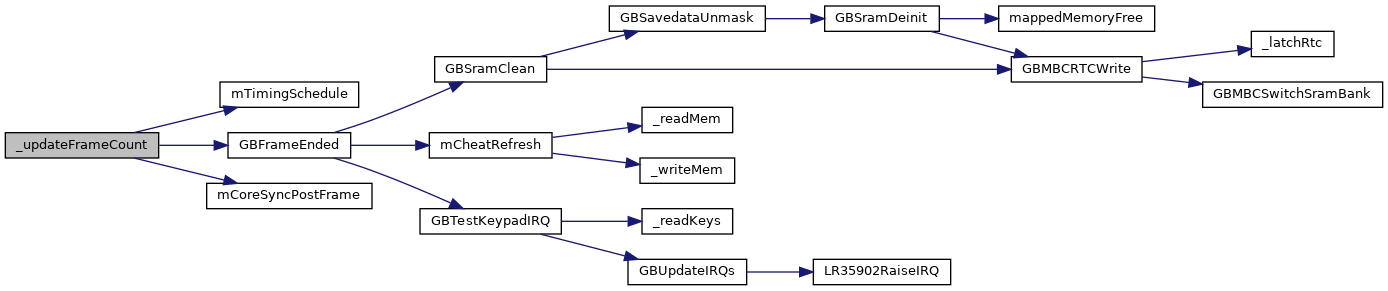 _updateFrameCount
mTimingSchedule
GBFrameEnded
mCoreSyncPostFrame
GBSramClean
mCheatRefresh
GBTestKeypadIRQ
GBSavedataUnmask
_readMem
_writeMem
_readKeys
GBUpdateIRQs
GBSramDeinit
LR35902RaiseIRQ
mappedMemoryFree
GBMBCRTCWrite
_latchRtc
GBMBCSwitchSramBank